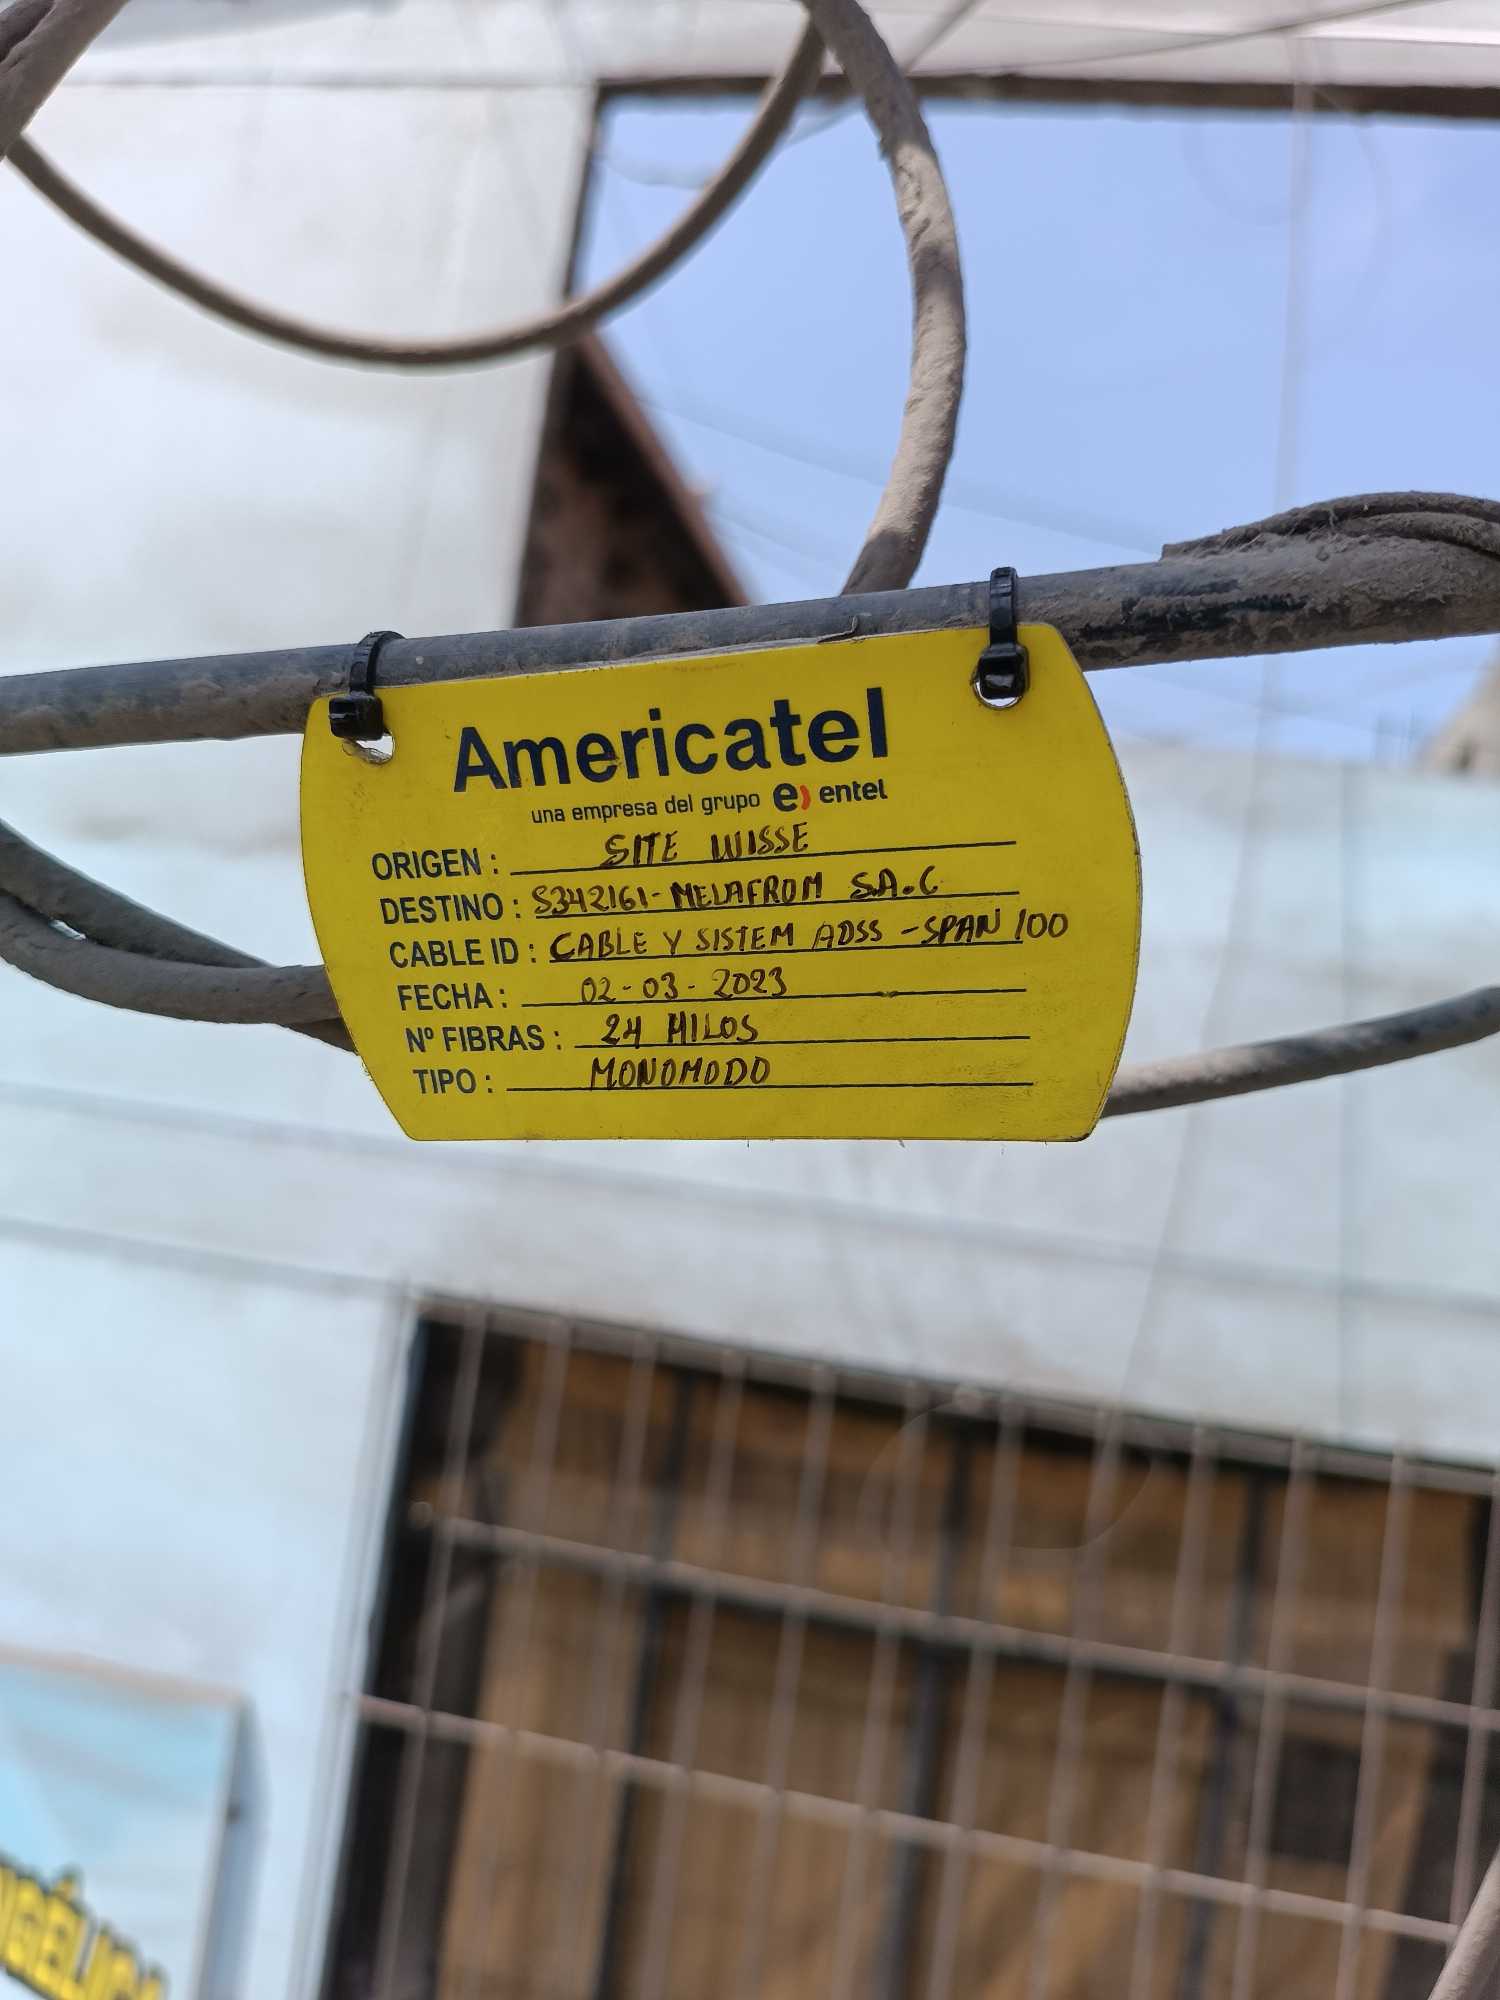 Americatel
una empresa del grupo e) entel
ORIGEN : SITE WISSE
DESTINO : S342161-MELAFROM S.A.C
CABLE ID : CABLE Y SISTEM ADSS -SPAN 100
FECHA : 02-03-2023
Nº FIBRAS : 24 HILOS
TIPO : MONOMODO